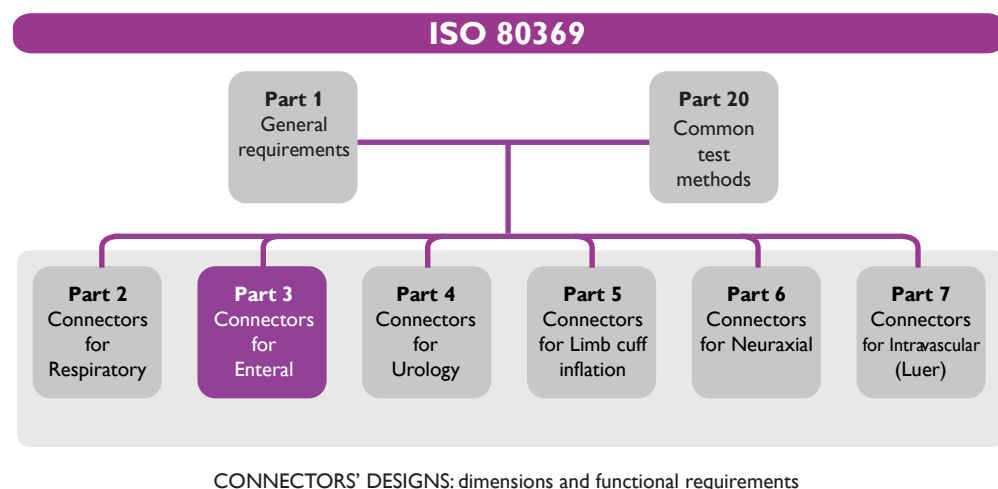 ISO 80369
Part 1
General
requirements
Part 20
Common
test
methods
Part 2
Connectors
for
Respiratory
Part 3
Connectors
for
Enteral
Part 4
Connectors
for
Urology
Part 5
Connectors
for Limb cuff
inflation
Part 6
Connectors
for Neuraxial
Part 7
Connectors
for Intravascular
(Luer)
CONNECTORS’ DESIGNS: dimensions and functional requirements